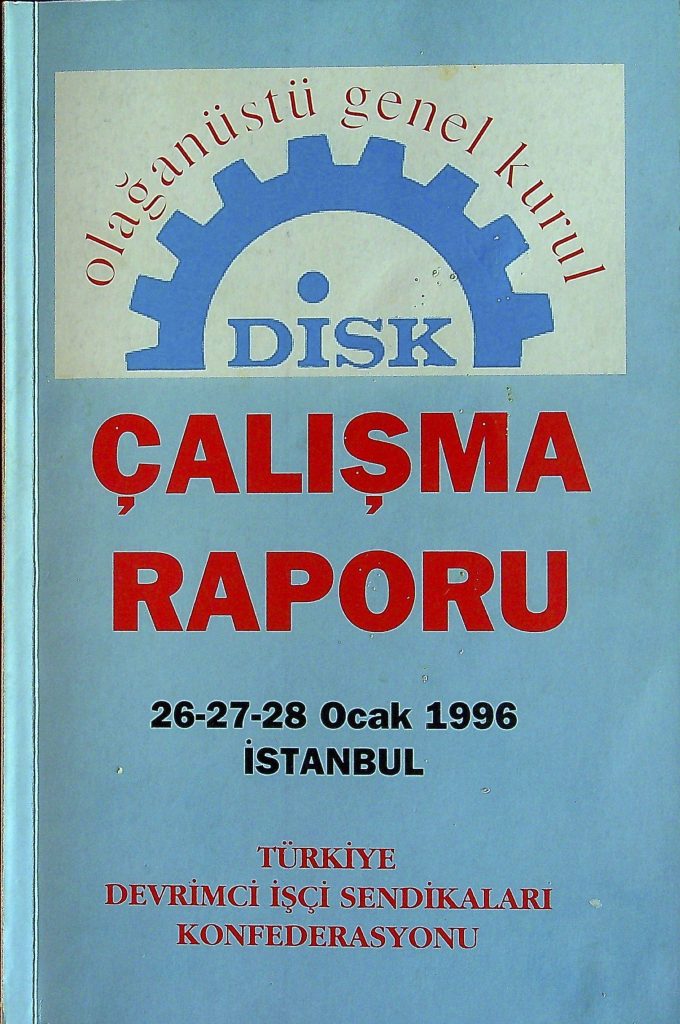 olağanüstü genel kurul
DİSK
ÇALIŞMA
RAPORU
26-27-28 Ocak 1996
İSTANBUL
TÜRKİYE
DEVRİMCİ İŞÇİ SENDİKALARI
KONFEDERASYONU